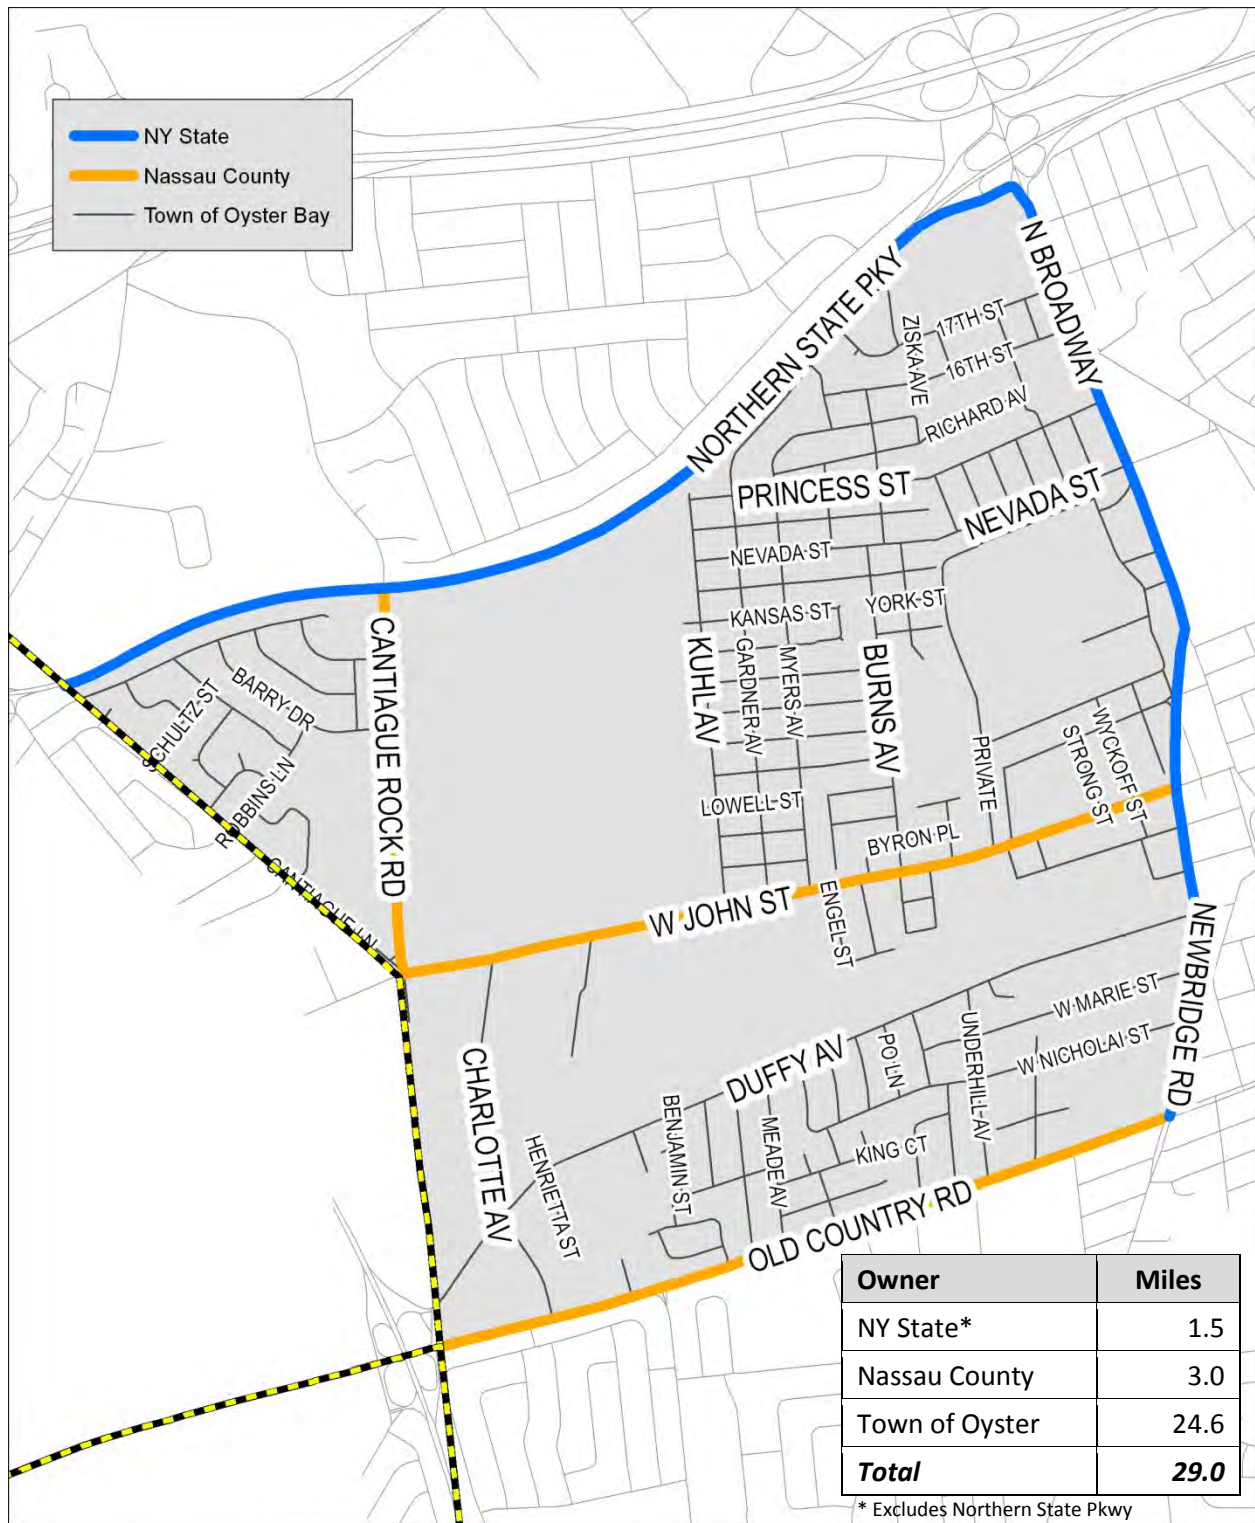 NY State
Nassau County
Town of Oyster Bay
N BROADWAY
NORTHERN STATE PKY
ZISKA AVE
17TH ST
16TH ST
RICHARD AV
PRINCESS ST
NEVADA ST
NEVADA ST
KANSAS ST
YORK ST
CANTIAGUE ROCK RD
KUHL AV
GARDNER AV
MYERS AV
BURNS AV
BARRY DR
SCHULTZ ST
ROBBINS LN
CANTIAGUE LN
PRIVATE
STRONG ST
WYCKOFF ST
LOWELL ST
BYRON PL
W JOHN ST
ENGEL ST
NEWBRIDGE RD
W MARIE ST
W NICHOLAI ST
UNDERHILL AV
PO LN
DUFFY AV
CHARLOTTE AV
HENRIETTA ST
BENJAMIN ST
MEADE AV
KING CT
OLD COUNTRY RD
Owner Miles
NY State* 1.5
Nassau County 3.0
Town of Oyster 24.6
Total 29.0
* Excludes Northern State Pkwy